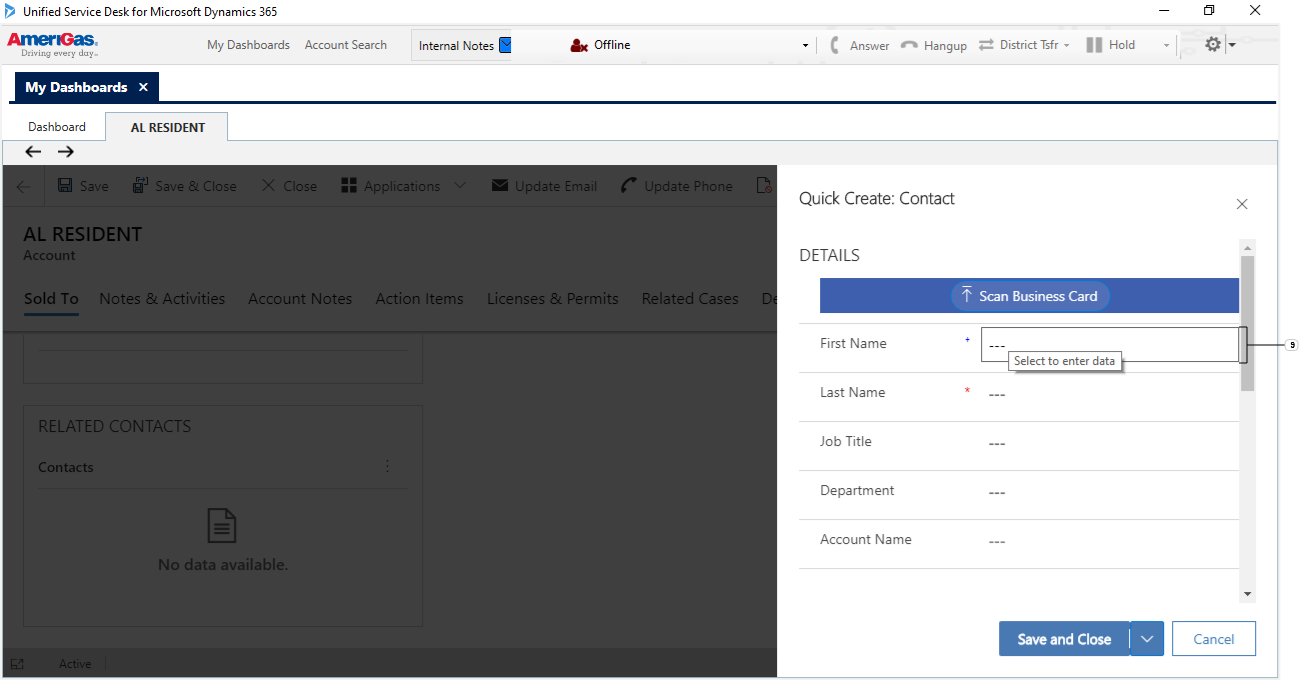 Unified Service Desk for Microsoft Dynamics 365
AmeriGas
Driving every day...
My Dashboards Account Search Internal Notes Offline Answer Hangup District Tsfr Hold
My Dashboards
Dashboard AL RESIDENT
Save Save & Close Close Applications Update Email Update Phone
AL RESIDENT
Account
Sold To Notes & Activities Account Notes Action Items Licenses & Permits Related Cases De
RELATED CONTACTS
Contacts
No data available.
Active
Quick Create: Contact
DETAILS
Scan Business Card
First Name + ---
Select to enter data
9
Last Name * ---
Job Title ---
Department ---
Account Name ---
Save and Close Cancel